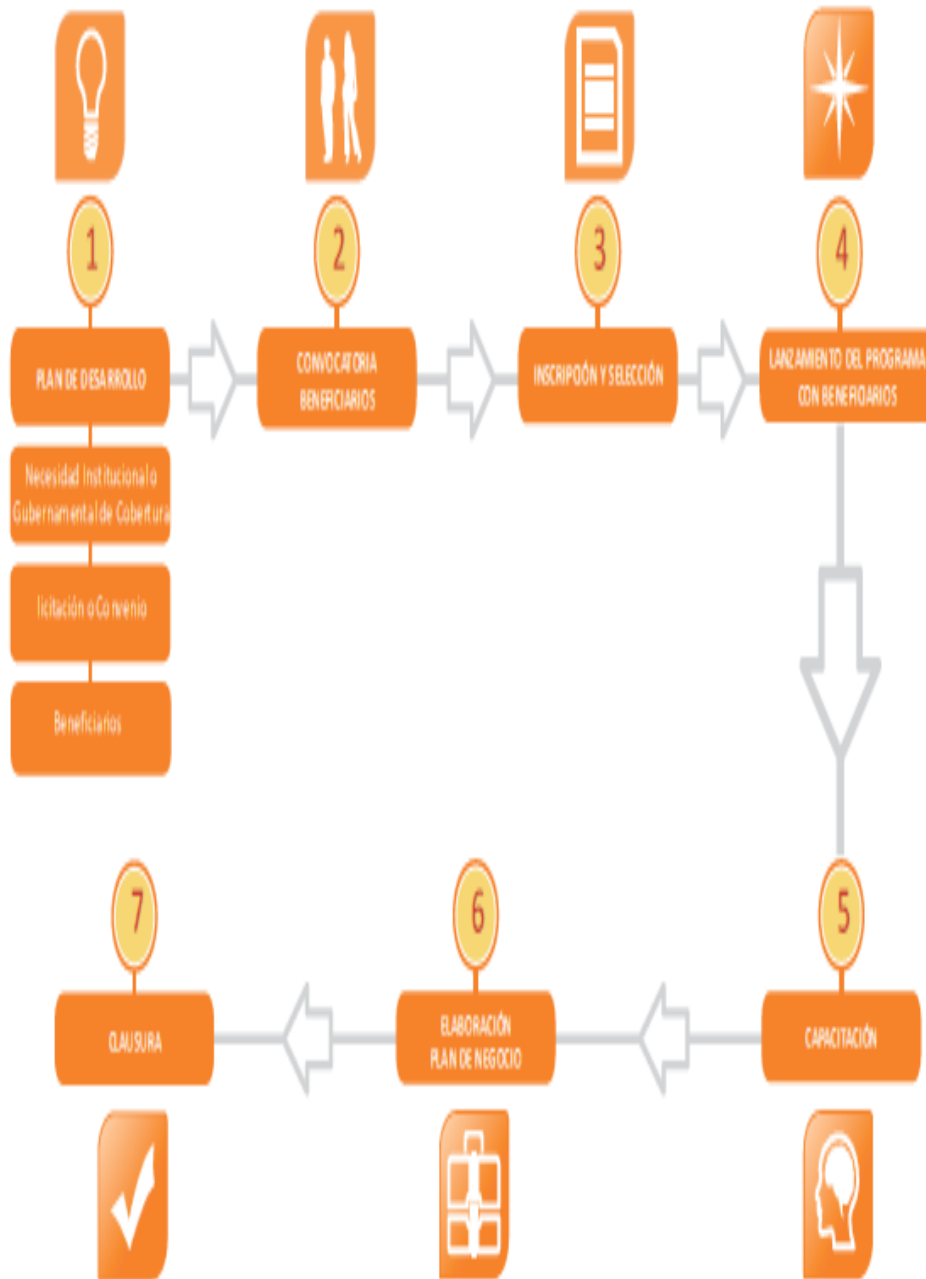 1
PLAN DE DESARROLLO
Necesidad Institucional o
Gubernamental de Cobertura
licitación o Convenio
Beneficiarios
2
CONVOCATORIA
BENEFICIARIOS
3
INSCRIPCIÓN Y SELECCIÓN
4
LANZAMIENTO DEL PROGRAMA
CON BENEFICIARIOS
5
CAPACITACIÓN
6
ELABORACIÓN
PLAN DE NEGOCIO
7
CLAUSURA